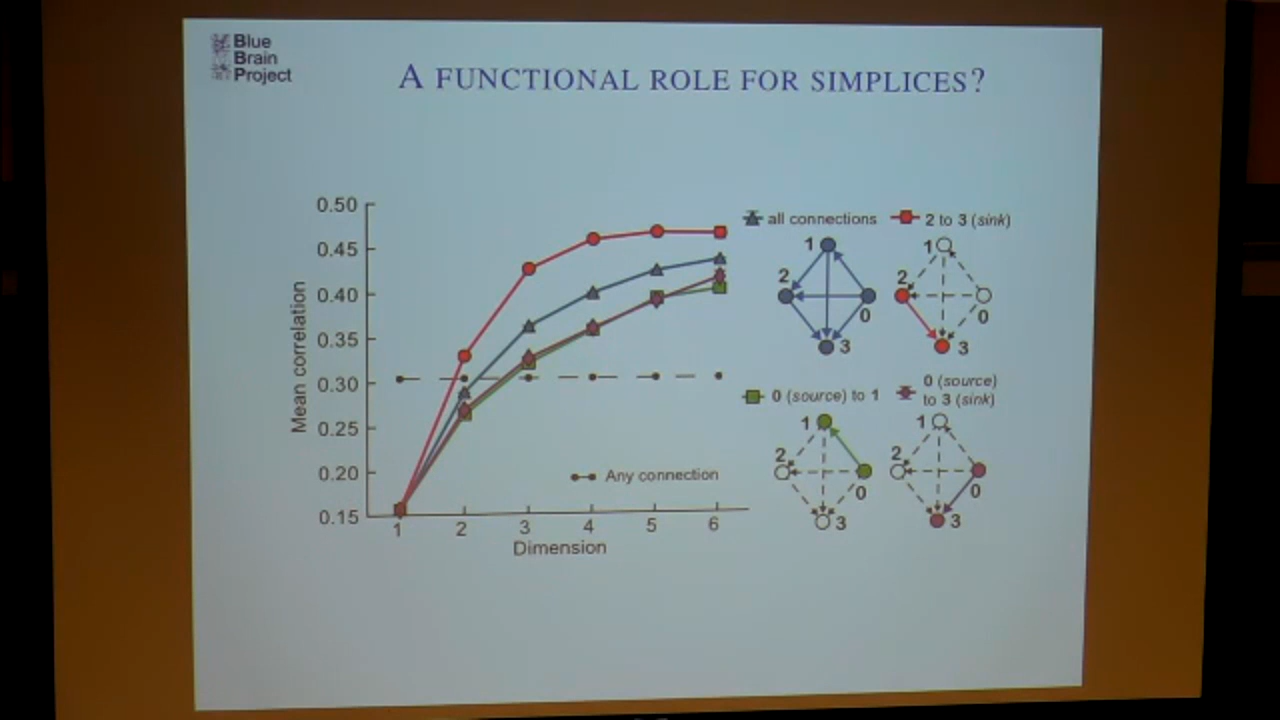 Blue
Brain
Project
A FUNCTIONAL ROLE FOR SIMPLICES?
0.50
0.45
0.40
0.35
0.30
0.25
0.20
0.15
Mean correlation
1 2 3 4 5 6
Dimension
Any connection
all connections
1
2
0
3
2 to 3 (sink)
1
2
0
3
0 (source) to 1
1
2
0
3
0 (source)
to 3 (sink)
1
2
0
3